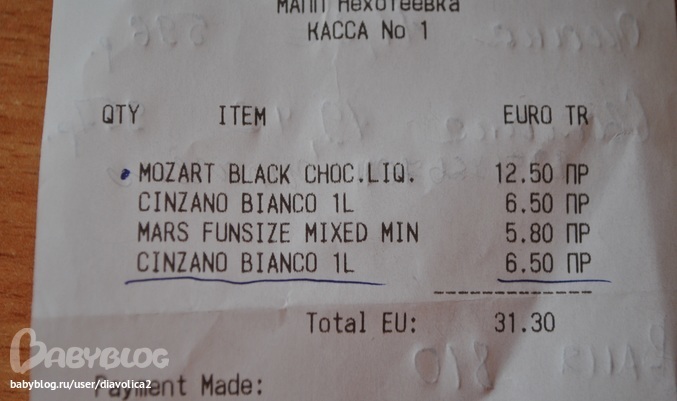 МАПП Нехотеевка
КАССА No 1
QTY ITEM EURO TR
MOZART BLACK CHOC.LIQ. 12.50 ПР
CINZANO BIANCO 1L 6.50 ПР
MARS FUNSIZE MIXED MIN 5.80 ПР
CINZANO BIANCO 1L 6.50 ПР
Total EU: 31.30
BABYBLOG
babyblog.ru/user/diavolica2
Payment Made: